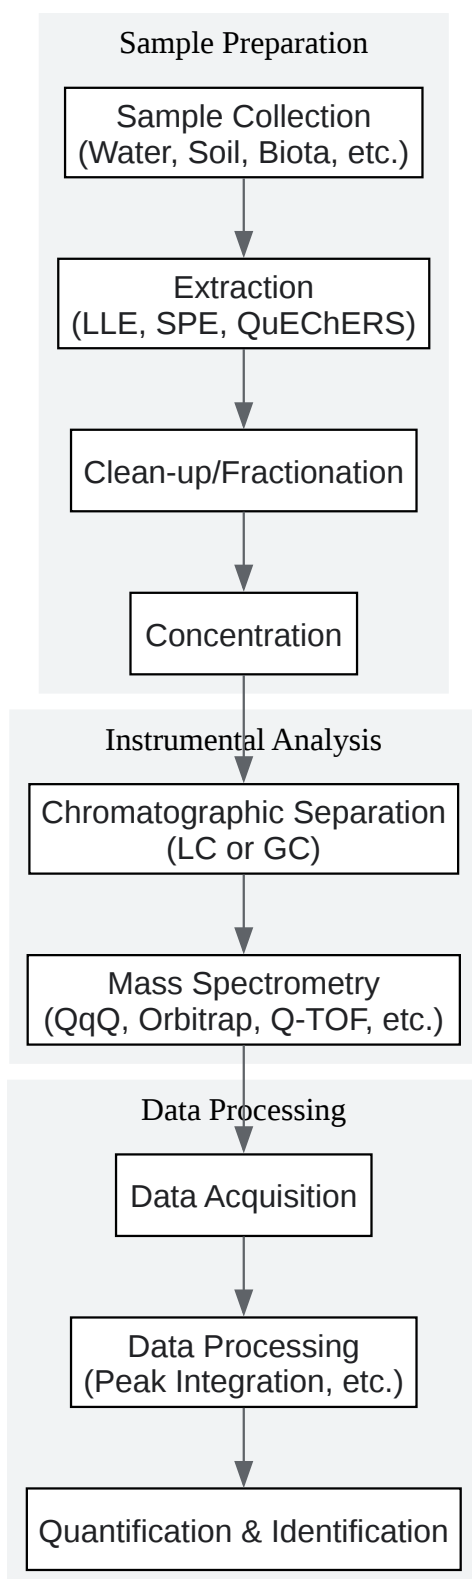 Sample Preparation
Sample Collection
(Water, Soil, Biota, etc.)
Extraction
(LLE, SPE, QuEChERS)
Clean-up/Fractionation
Concentration
Instrumental Analysis
Chromatographic Separation
(LC or GC)
Mass Spectrometry
(QqQ, Orbitrap, Q-TOF, etc.)
Data Processing
Data Acquisition
Data Processing
(Peak Integration, etc.)
Quantification & Identification